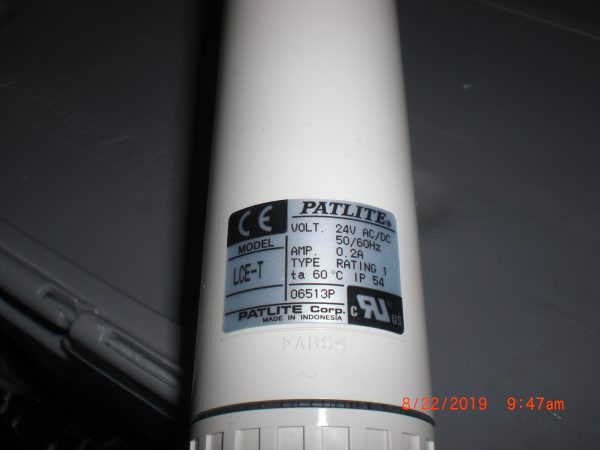 CE
PATLITE®
VOLT. 24V AC/DC
50/60Hz
MODEL
AMP. 0.2A
LCE-T
TYPE RATING 1
ta 60℃ IP 54
06513P
PATLITE Corp.
MADE IN INDONESIA
c RU US
>ABS<
8/22/2019 9:47am